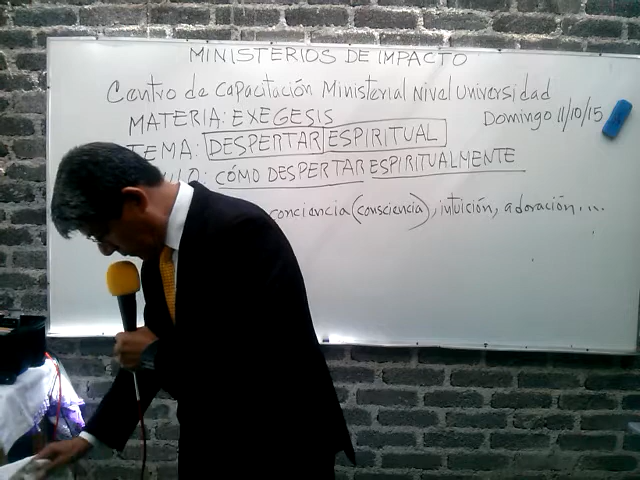 MINISTERIOS DE IMPACTO
Centro de Capacitación Ministerial Nivel Universidad
MATERIA: EXEGESIS Domingo 11/10/15
TEMA: DESPERTAR ESPIRITUAL
CÓMO DESPERTAR ESPIRITUALMENTE
conciencia (consciencia), intuición, adoración...